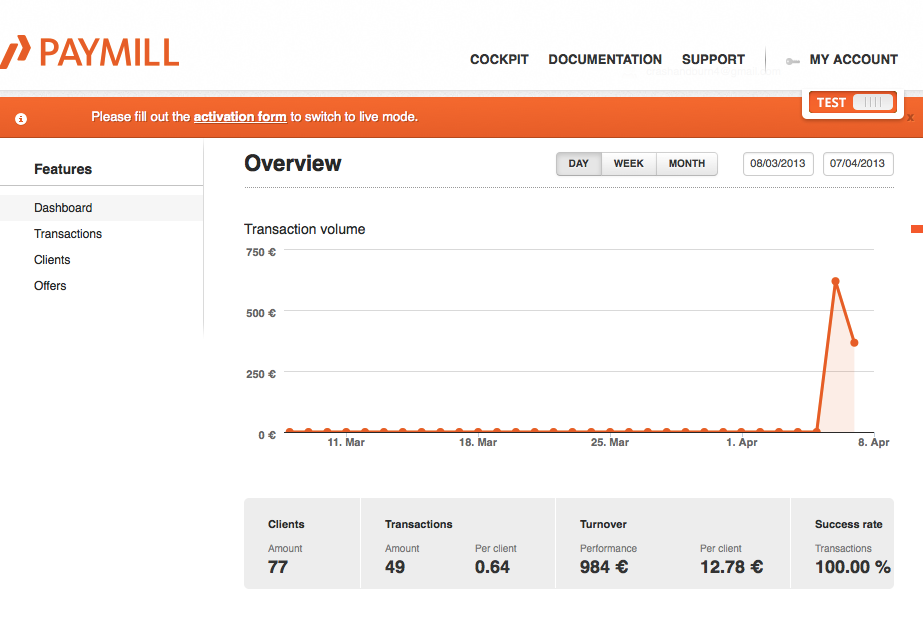 PAYMILL
COCKPIT DOCUMENTATION SUPPORT MY ACCOUNT
TEST
Please fill out the activation form to switch to live mode.
x
Features
Dashboard
Transactions
Clients
Offers
Overview
DAY WEEK MONTH
08/03/2013 07/04/2013
Transaction volume
750 €
500 €
250 €
0 €
11. Mar 18. Mar 25. Mar 1. Apr 8. Apr
Clients Transactions Turnover Success rate
Amount Amount Per client Performance Per client Transactions
77 49 0.64 984 € 12.78 € 100.00 %